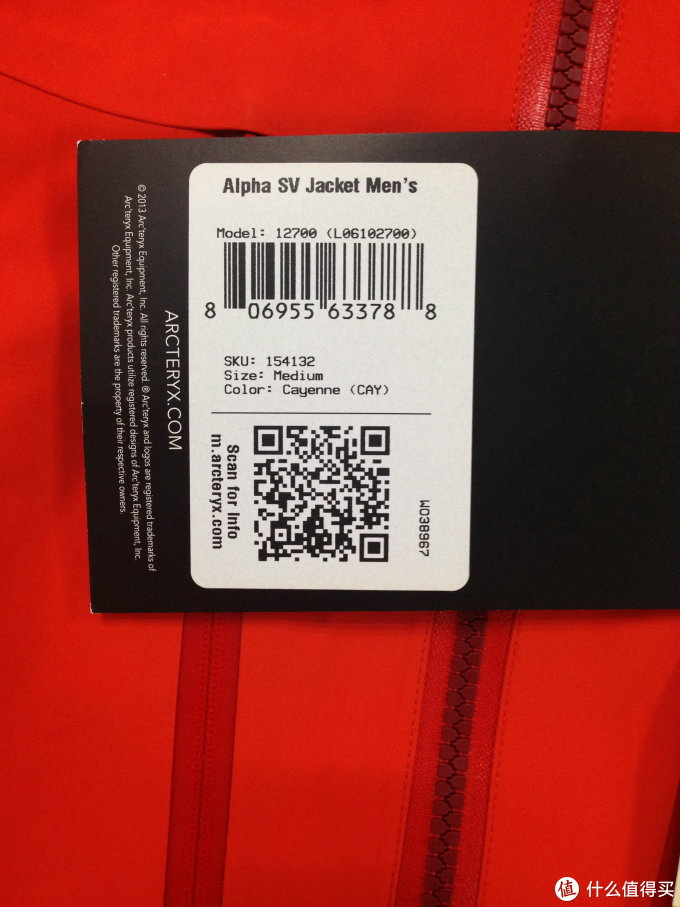 Alpha SV Jacket Men's
Model: 12700 (L06102700)
8 06955 63378 8
SKU: 154132
Size: Medium
Color: Cayenne (CAY)
Scan for Info
m.arcteryx.com
W038967
ARCTERYX.COM
© 2013 Arc'teryx Equipment, Inc. All rights reserved. ® Arc'teryx and logos are registered trademarks of
Arc'teryx Equipment, Inc. Arc'teryx products utilize registered designs of Arc'teryx Equipment, Inc.
Other registered trademarks are the property of their respective owners.
值 什么值得买